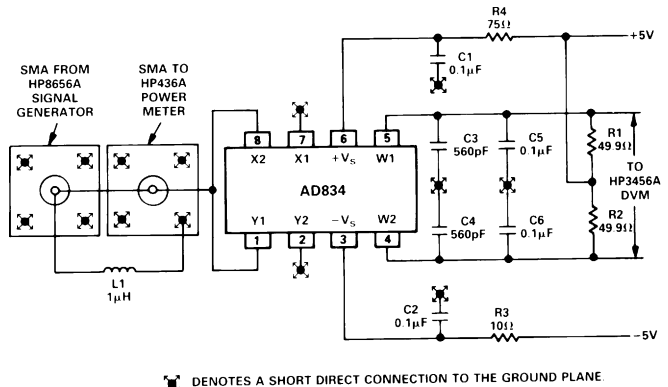 SMA FROM
HP8656A
SIGNAL
GENERATOR
SMA TO
HP436A
POWER
METER
L1
1µH
8
7
6
5
X2
X1
+VS
W1
AD834
Y1
Y2
−VS
W2
1
2
3
4
C1
0.1µF
R4
75Ω
+5V
C3
560pF
C5
0.1µF
R1
49.9Ω
TO
HP3456A
DVM
C4
560pF
C6
0.1µF
R2
49.9Ω
C2
0.1µF
R3
10Ω
−5V
DENOTES A SHORT DIRECT CONNECTION TO THE GROUND PLANE.